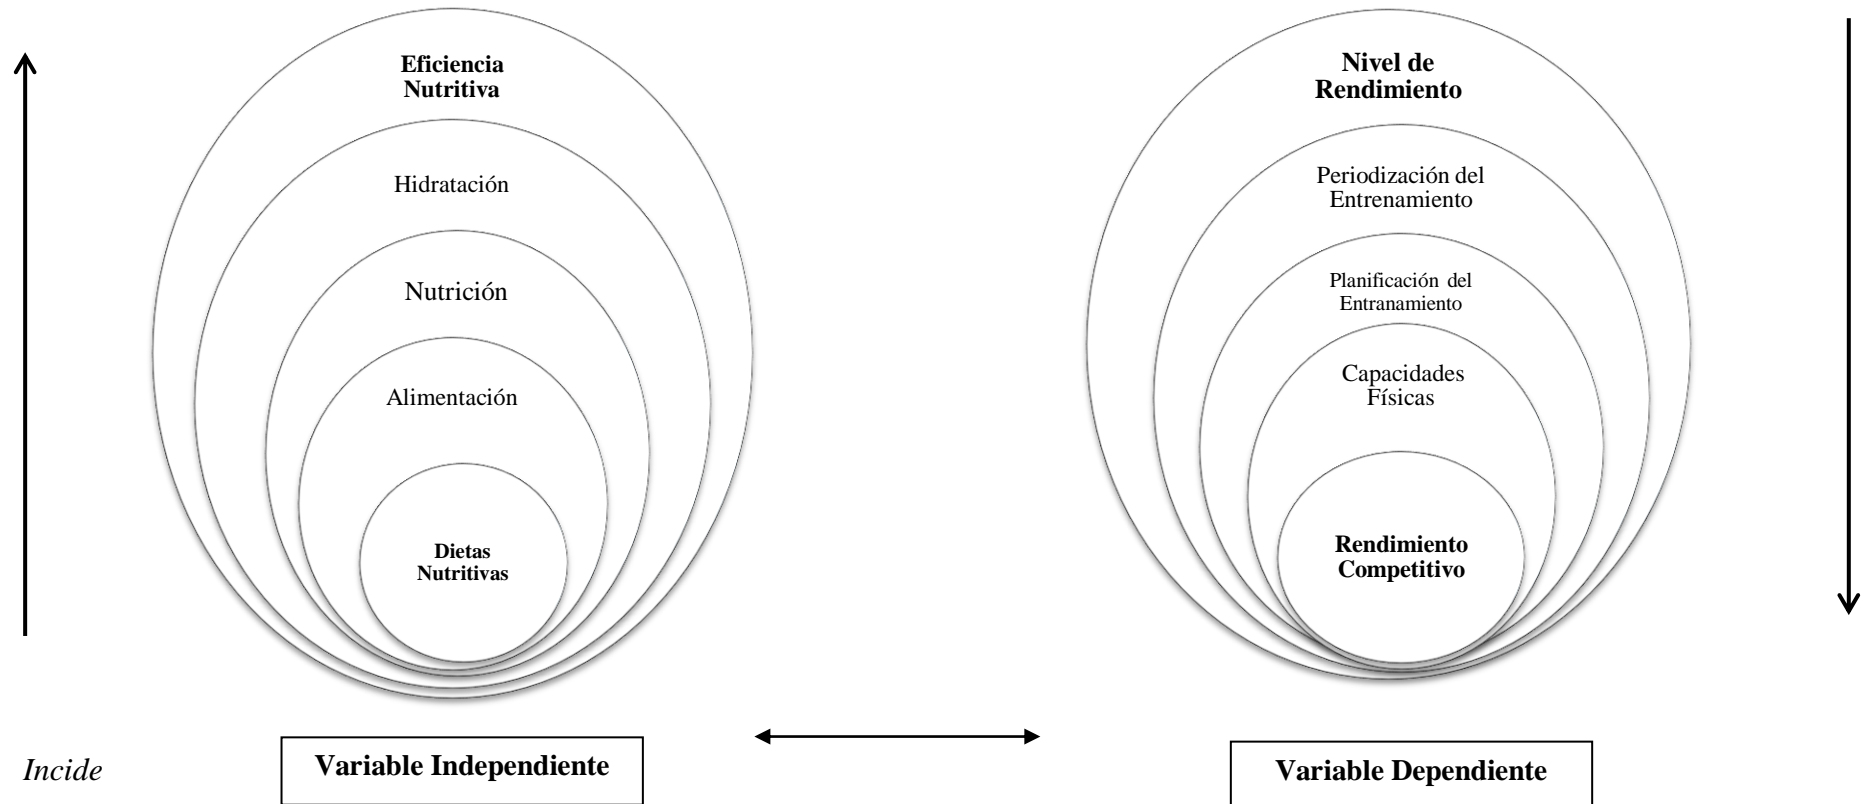 Eficiencia
Nutritiva
Hidratación
Nutrición
Alimentación
Dietas
Nutritivas
Nivel de
Rendimiento
Periodización del
Entrenamiento
Planificación del
Entranamiento
Capacidades
Físicas
Rendimiento
Competitivo
Incide
Variable Independiente
Variable Dependiente